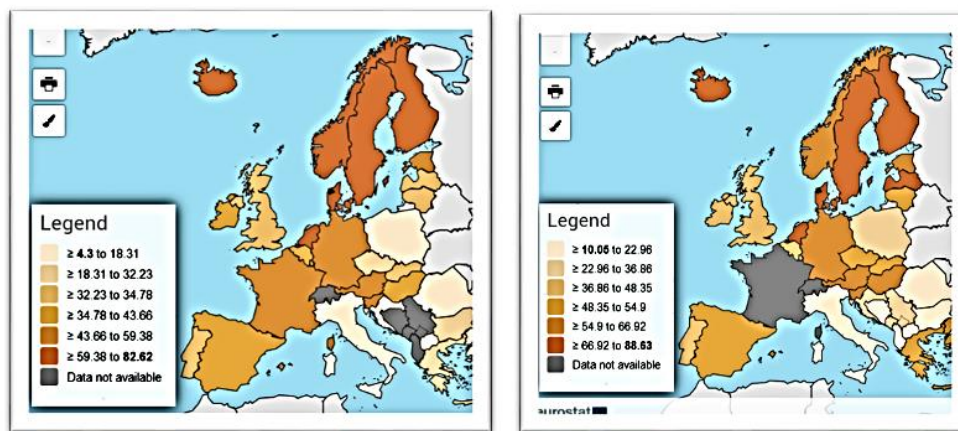 Legend
≥ 4.3 to 18.31
≥ 18.31 to 32.23
≥ 32.23 to 34.78
≥ 34.78 to 43.66
≥ 43.66 to 59.38
≥ 59.38 to 82.62
Data not available
Legend
≥ 10.05 to 22.96
≥ 22.96 to 36.86
≥ 36.86 to 48.35
≥ 48.35 to 54.9
≥ 54.9 to 66.92
≥ 66.92 to 88.63
Data not available
eurostat